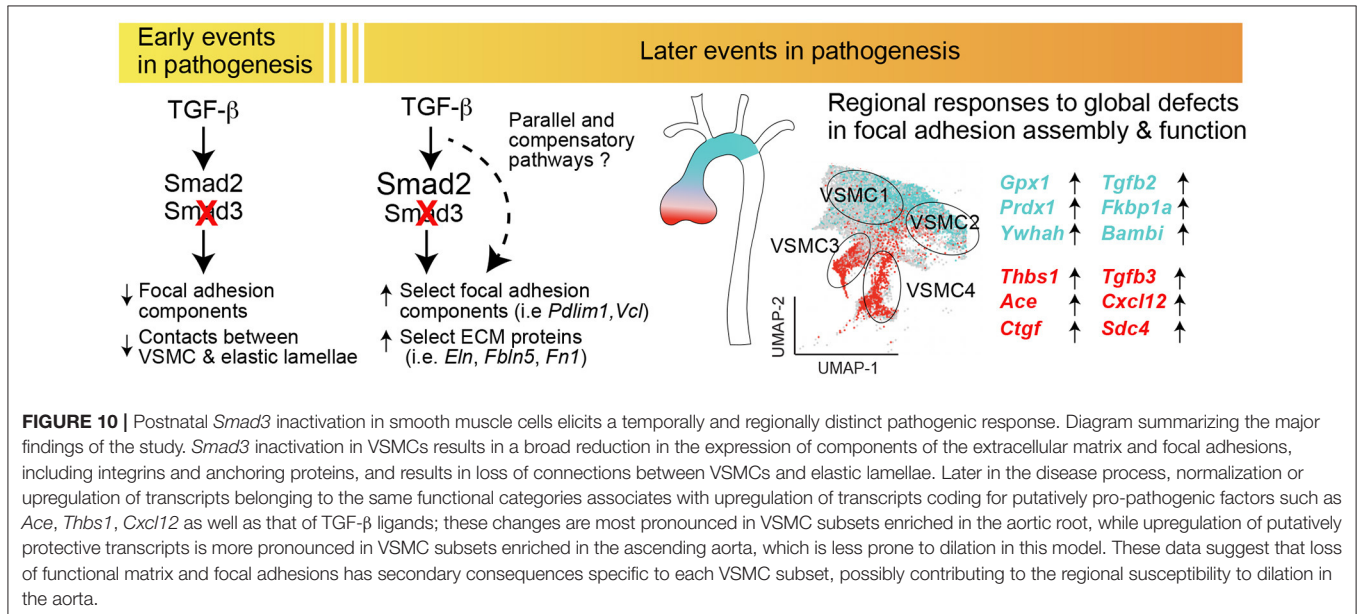 Early events
in pathogenesis
Later events in pathogenesis
TGF-β
Smad2
Smad3
X
↓ Focal adhesion
components
↓ Contacts between
VSMC & elastic lamellae
TGF-β
Parallel and
compensatory
pathways ?
Smad2
Smad3
X
↑ Select focal adhesion
components (i.e Pdlim1,Vcl)
↑ Select ECM proteins
(i.e. Eln, Fbln5, Fn1)
Regional responses to global defects
in focal adhesion assembly & function
VSMC1
VSMC2
VSMC3
VSMC4
UMAP-2
UMAP-1
Gpx1 ↑ Tgfb2 ↑
Prdx1 ↑ Fkbp1a ↑
Ywhah ↑ Bambi ↑
Thbs1 ↑ Tgfb3 ↑
Ace ↑ Cxcl12 ↑
Ctgf ↑ Sdc4 ↑
FIGURE 10 | Postnatal Smad3 inactivation in smooth muscle cells elicits a temporally and regionally distinct pathogenic response. Diagram summarizing the major
findings of the study. Smad3 inactivation in VSMCs results in a broad reduction in the expression of components of the extracellular matrix and focal adhesions,
including integrins and anchoring proteins, and results in loss of connections between VSMCs and elastic lamellae. Later in the disease process, normalization or
upregulation of transcripts belonging to the same functional categories associates with upregulation of transcripts coding for putatively pro-pathogenic factors such as
Ace, Thbs1, Cxcl12 as well as that of TGF-β ligands; these changes are most pronounced in VSMC subsets enriched in the aortic root, while upregulation of putatively
protective transcripts is more pronounced in VSMC subsets enriched in the ascending aorta, which is less prone to dilation in this model. These data suggest that loss
of functional matrix and focal adhesions has secondary consequences specific to each VSMC subset, possibly contributing to the regional susceptibility to dilation in
the aorta.